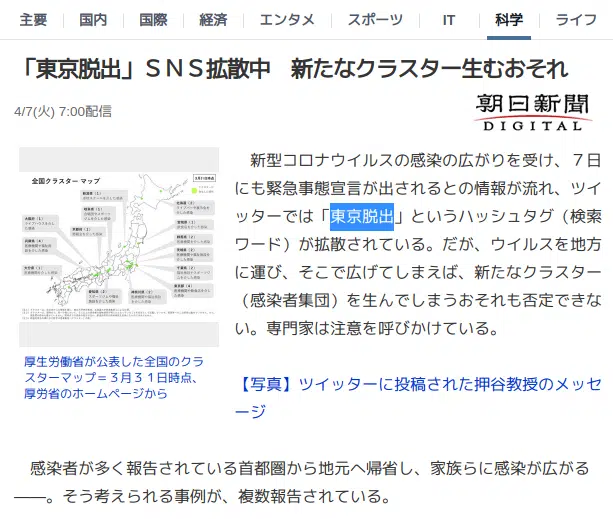 主要 国内 国際 経済 エンタメ スポーツ IT 科学 ライフ
「東京脱出」ＳＮＳ拡散中　新たなクラスター生むおそれ
4/7(火) 7:00配信
朝日新聞
DIGITAL
全国クラスター マップ
新型コロナウイルスの感染の広がりを受け、７日
にも緊急事態宣言が出されるとの情報が流れ、ツイ
ッターでは「東京脱出」というハッシュタグ（検索
ワード）が拡散されている。だが、ウイルスを地方
に運び、そこで広げてしまえば、新たなクラスター
（感染者集団）を生んでしまうおそれも否定できな
い。専門家は注意を呼びかけている。
厚生労働省が公表した全国のクラ
スターマップ＝３月３１日時点、
厚労省のホームページから
【写真】ツイッターに投稿された押谷教授のメッセ
ージ
感染者が多く報告されている首都圏から地元へ帰省し、家族らに感染が広がる
――。そう考えられる事例が、複数報告されている。